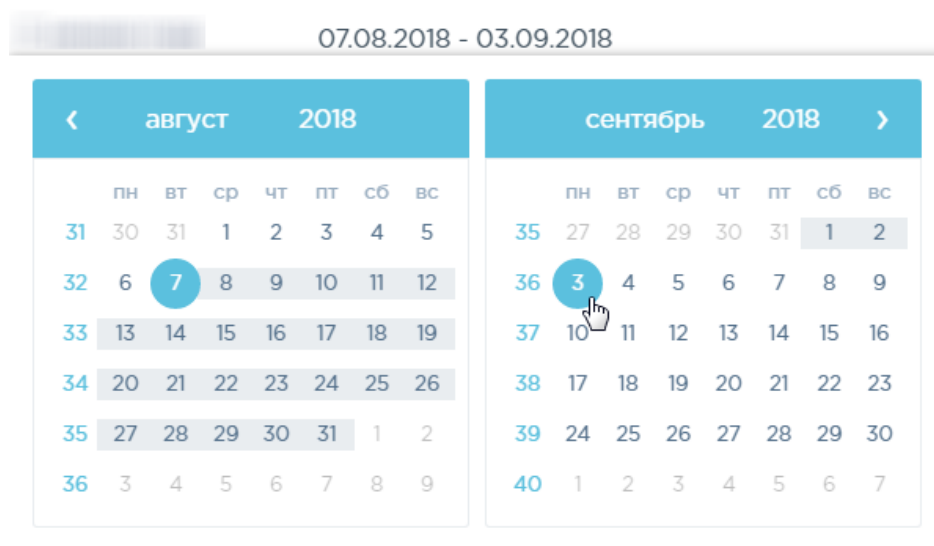 07.08.2018 - 03.09.2018
‹ август 2018
пн вт ср чт пт сб вс
31 30 31 1 2 3 4 5
32 6 7 8 9 10 11 12
33 13 14 15 16 17 18 19
34 20 21 22 23 24 25 26
35 27 28 29 30 31 1 2
36 3 4 5 6 7 8 9
сентябрь 2018 ›
пн вт ср чт пт сб вс
35 27 28 29 30 31 1 2
36 3 4 5 6 7 8 9
37 10 11 12 13 14 15 16
38 17 18 19 20 21 22 23
39 24 25 26 27 28 29 30
40 1 2 3 4 5 6 7